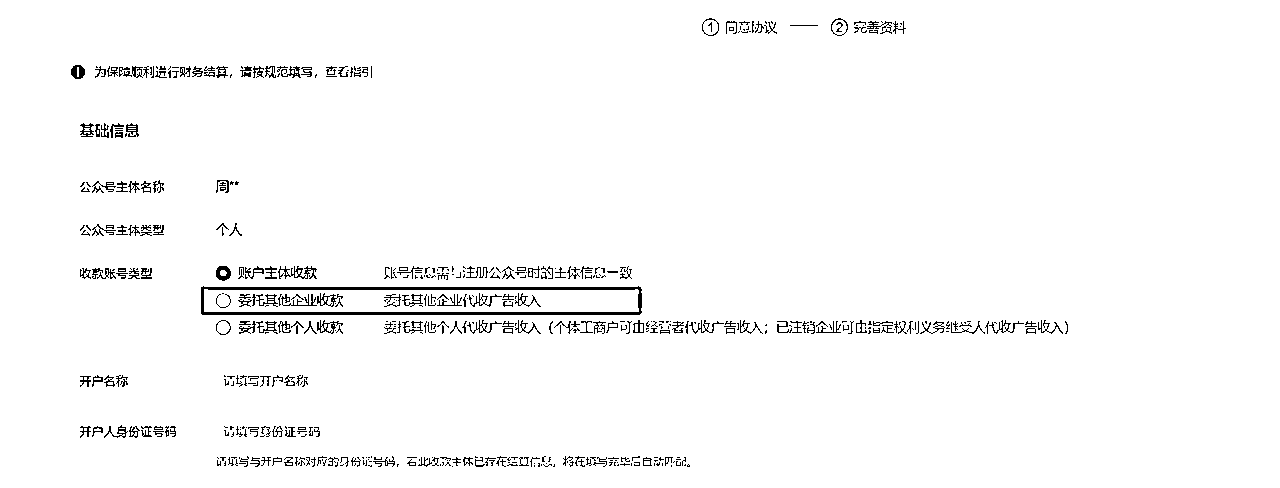 ① 同意协议 —— ② 完善资料
为保障顺利进行财务结算，请按规范填写，查看指引
基础信息
公众号主体名称 周**
公众号主体类型 个人
收款账号类型 账户主体收款 账号信息需与注册公众号时的主体信息一致
委托其他企业收款 委托其他企业代收广告收入
委托其他个人收款 委托其他个人代收广告收入（个体工商户可由经营者代收广告收入；已注销企业可由指定权利义务继受人代收广告收入）
开户名称 请填写开户名称
开户人身份证号码 请填写身份证号码
请填写与开户名称对应的身份证号码，若此收款主体已存在结算信息，将在填写完毕后自动匹配。